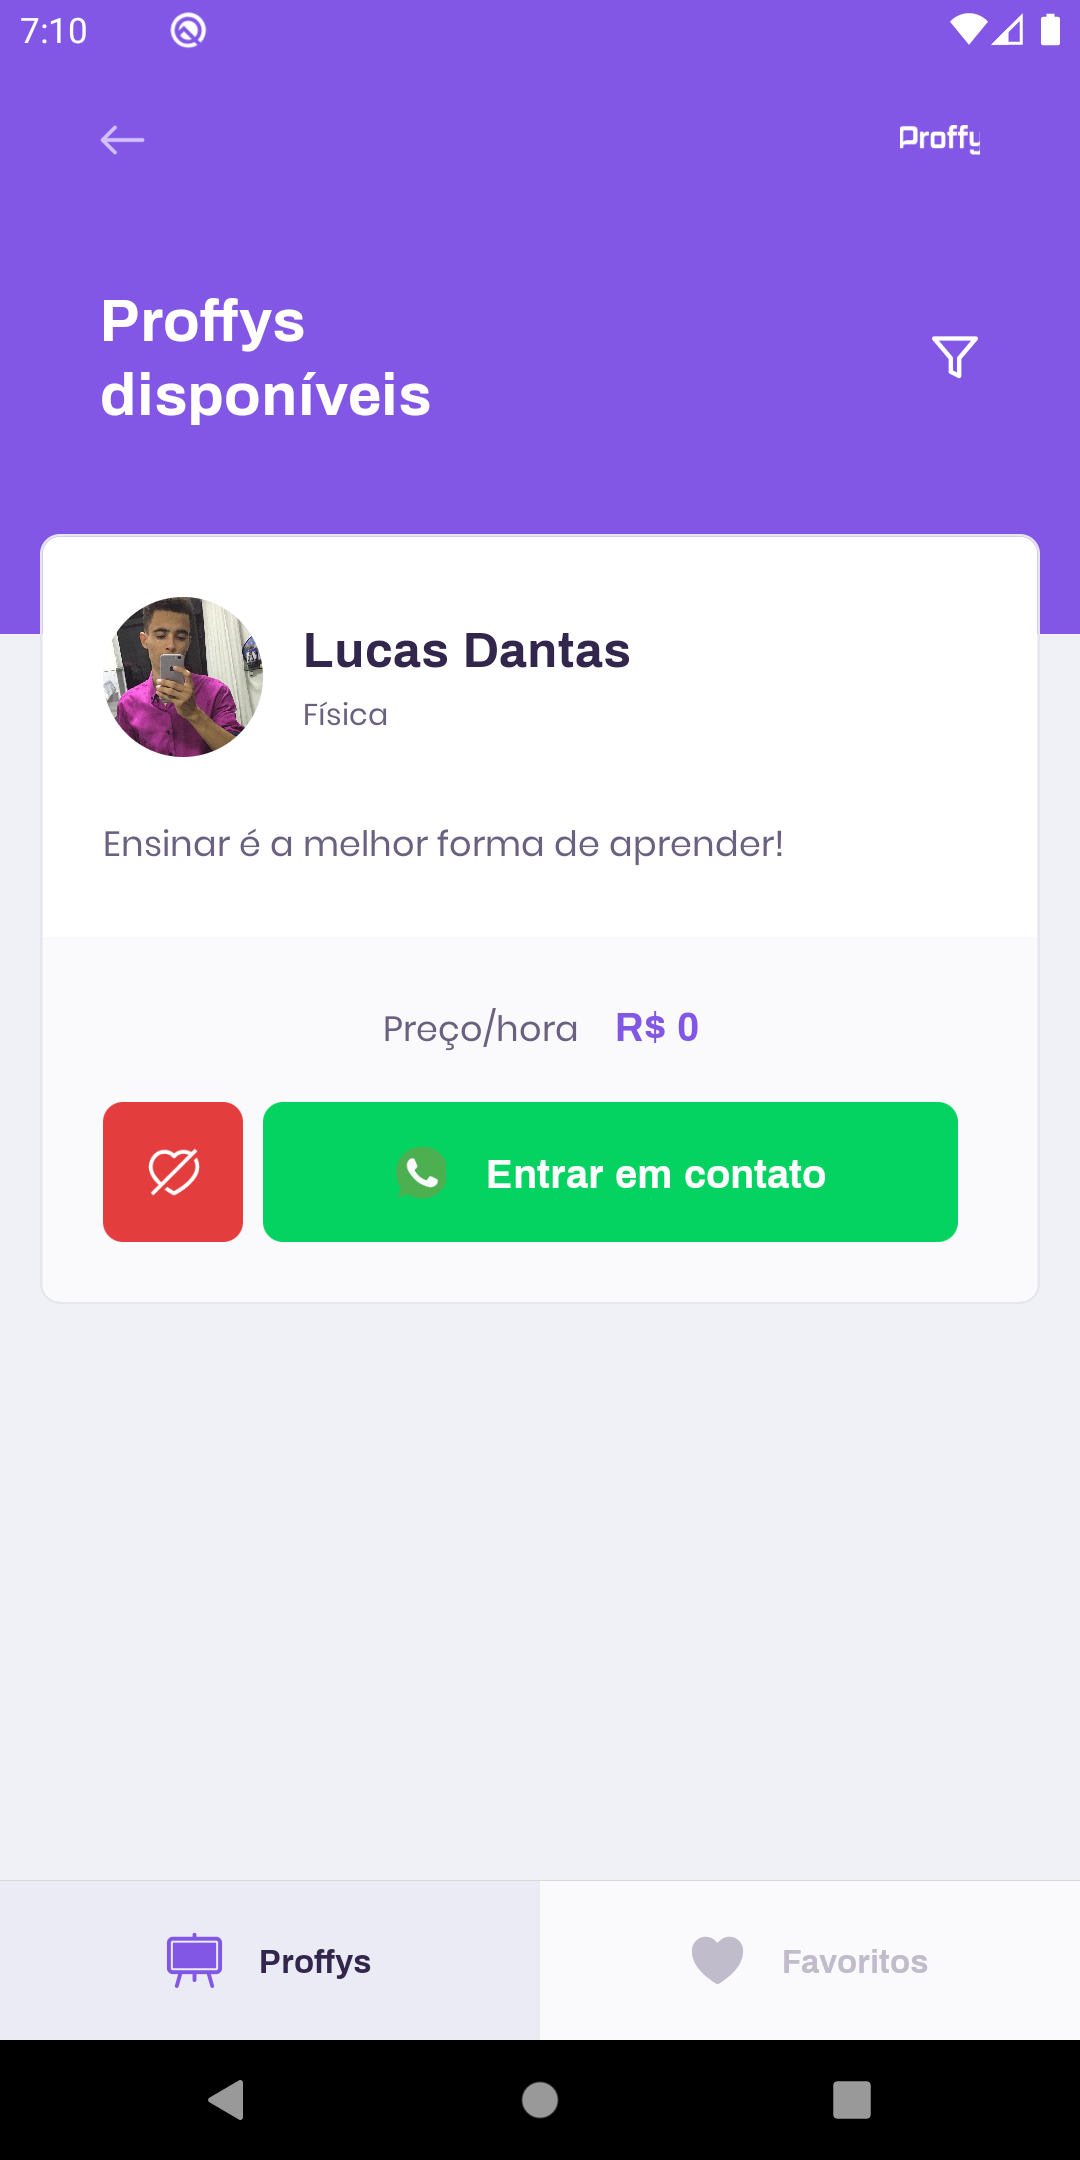 7:10
Proffy
Proffys
disponíveis
Lucas Dantas
Física
Ensinar é a melhor forma de aprender!
Preço/hora R$ 0
Entrar em contato
Proffys
Favoritos